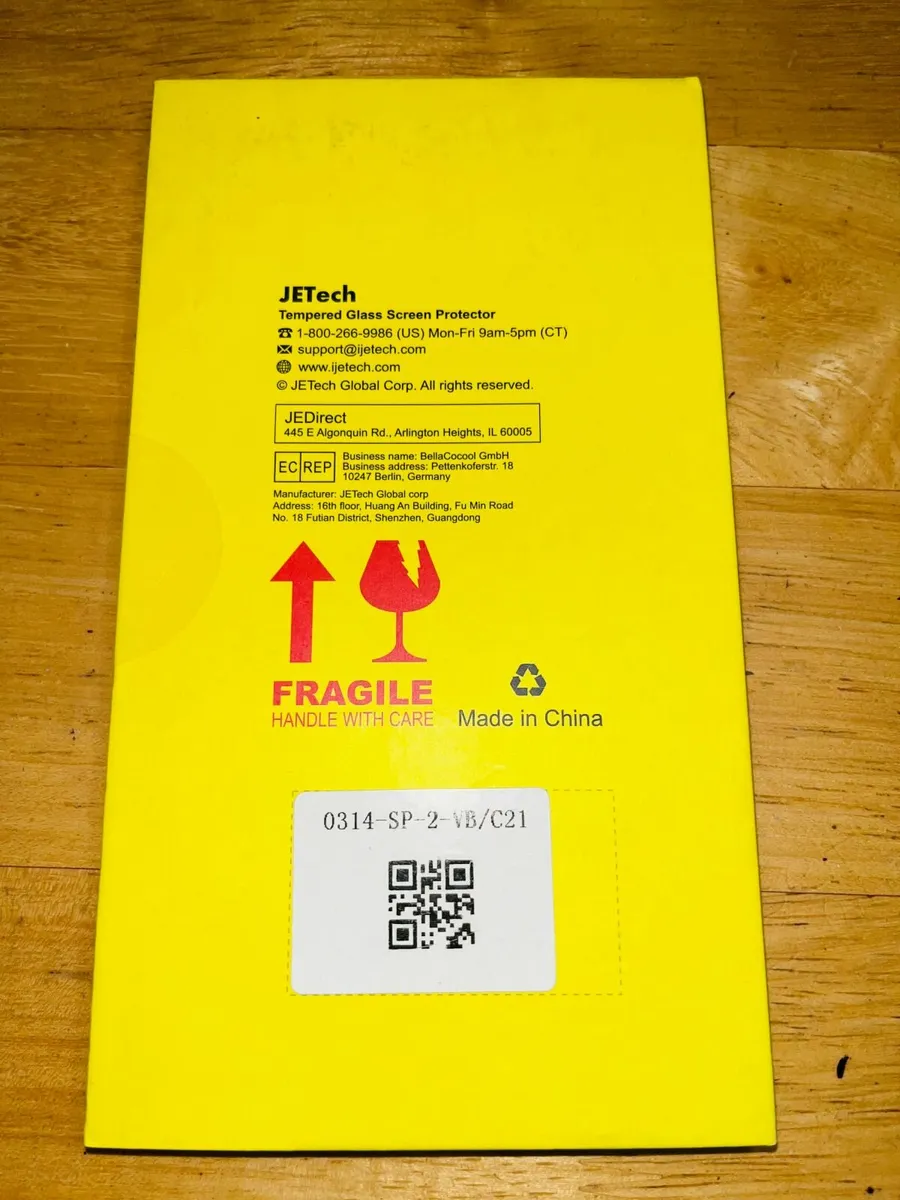 JETech
Tempered Glass Screen Protector
1-800-266-9986 (US) Mon-Fri 9am-5pm (CT)
support@ijetech.com
www.ijetech.com
© JETech Global Corp. All rights reserved.
JEDirect
445 E Algonquin Rd., Arlington Heights, IL 60005
EC REP
Business name: BellaCocool GmbH
Business address: Pettenkoferstr. 18
10247 Berlin, Germany
Manufacturer: JETech Global corp
Address: 16th floor, Huang An Building, Fu Min Road
No. 18 Futian District, Shenzhen, Guangdong
FRAGILE
HANDLE WITH CARE
Made in China
0314-SP-2-VB/C21